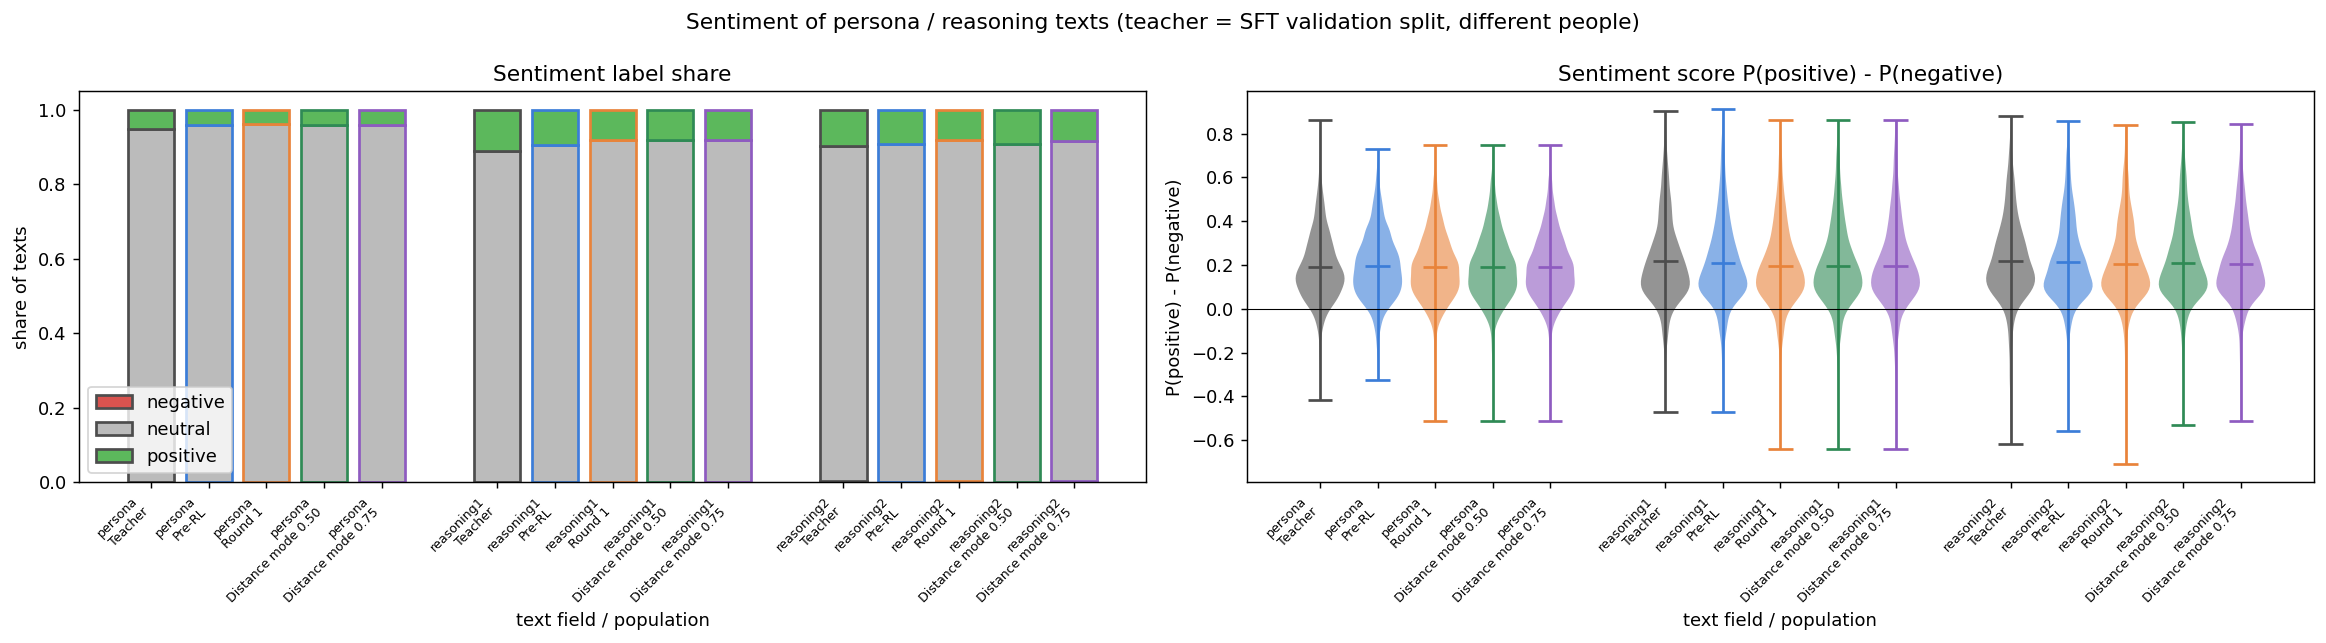 Sentiment of persona / reasoning texts (teacher = SFT validation split, different people)
Sentiment label share
share of texts
1.0
0.8
0.6
0.4
0.2
0.0
negative
neutral
positive
persona
Teacher
persona
Pre-RL
persona
Round 1
persona
Distance mode 0.50
persona
Distance mode 0.75
reasoning1
Teacher
reasoning1
Pre-RL
reasoning1
Round 1
reasoning1
Distance mode 0.50
reasoning1
Distance mode 0.75
reasoning2
Teacher
reasoning2
Pre-RL
reasoning2
Round 1
reasoning2
Distance mode 0.50
reasoning2
Distance mode 0.75
text field / population
Sentiment score P(positive) - P(negative)
P(positive) - P(negative)
0.8
0.6
0.4
0.2
0.0
−0.2
−0.4
−0.6
persona
Teacher
persona
Pre-RL
persona
Round 1
persona
Distance mode 0.50
persona
Distance mode 0.75
reasoning1
Teacher
reasoning1
Pre-RL
reasoning1
Round 1
reasoning1
Distance mode 0.50
reasoning1
Distance mode 0.75
reasoning2
Teacher
reasoning2
Pre-RL
reasoning2
Round 1
reasoning2
Distance mode 0.50
reasoning2
Distance mode 0.75
text field / population